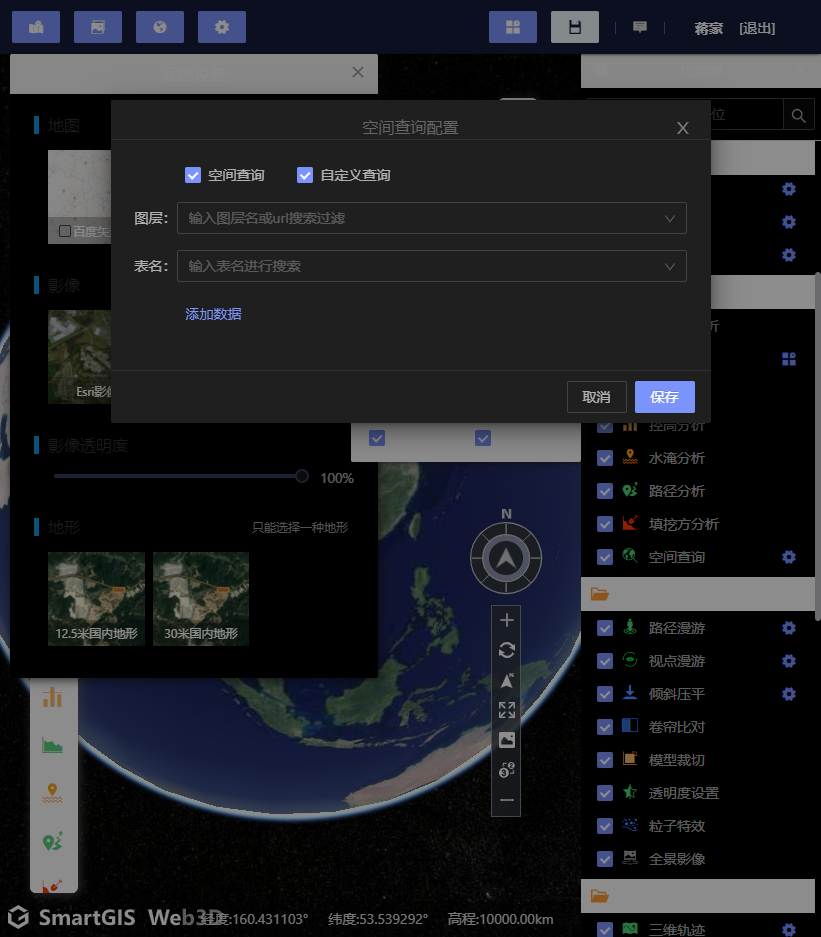 蒋豪 [退出]
地图
位
空间查询配置
空间查询
自定义查询
图层:
输入图层名或url搜索过滤
表名:
输入表名进行搜索
添加数据
取消
保存
百度矢
影像
Esri影像
影像透明度
100%
地形
只能选择一种地形
12.5米国内地形
30米国内地形
N
析
控高分析
水淹分析
路径分析
填挖方分析
空间查询
路径漫游
视点漫游
倾斜压平
卷帘比对
模型裁切
透明度设置
粒子特效
全景影像
三维轨迹
SmartGIS Web3D
经度:160.431103° 纬度:53.539292° 高程:10000.00km